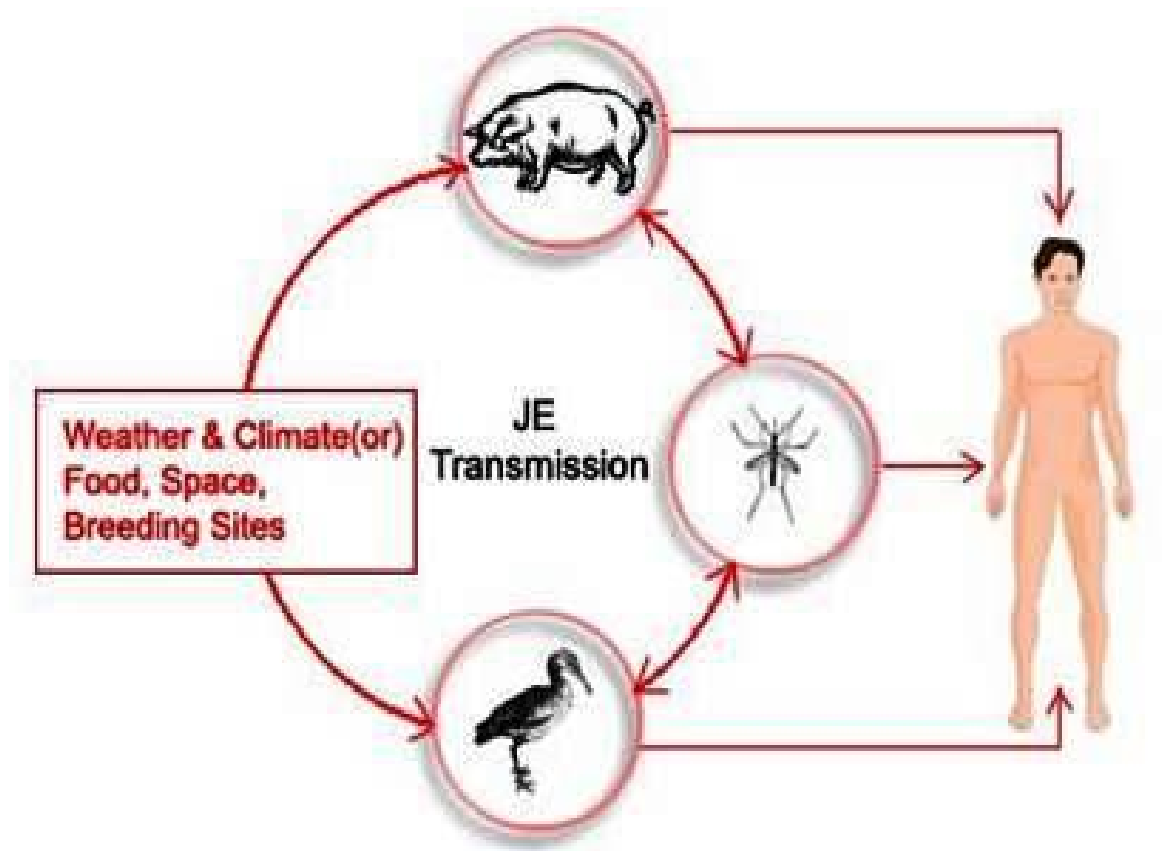 Weather & Climate(or)
Food, Space,
Breeding Sites
JE
Transmission